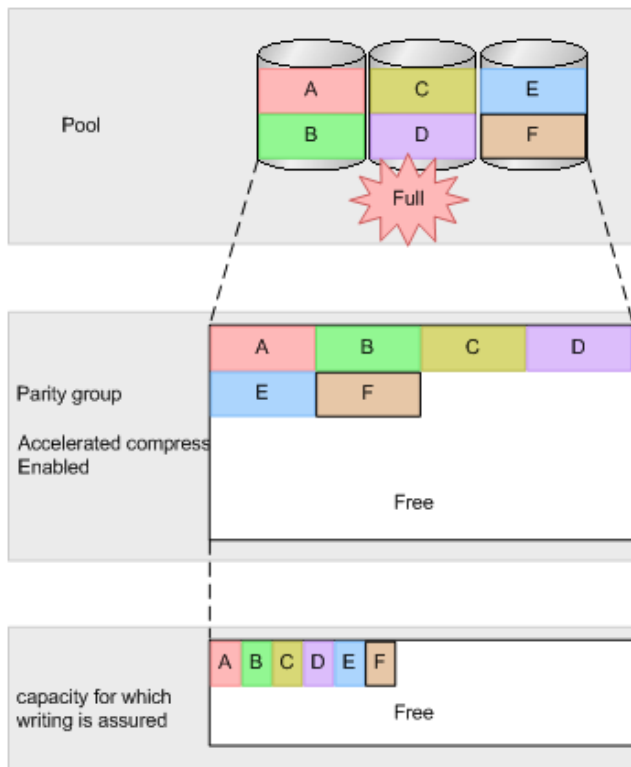 A C E
Pool
B D F
Full
A B C D
Parity group
E F
Accelerated compress
Enabled
Free
A B C D E F
capacity for which
writing is assured
Free